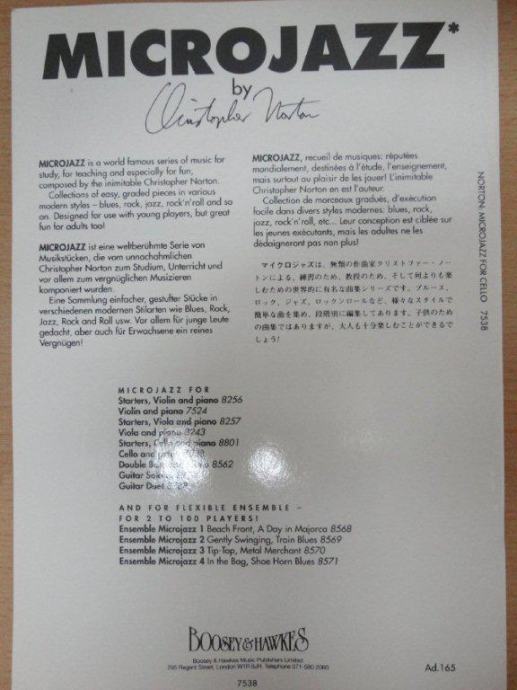 MICROJAZZ*
by
Christopher Norton
MICROJAZZ is a world famous series of music for
study, for teaching and especially for fun,
composed by the inimitable Christopher Norton.
Collections of easy, graded pieces in various
modern styles – blues, rock, jazz, rock'n'roll and so
on. Designed for use with young players, but great
fun for adults too!
MICROJAZZ ist eine weltberühmte Serie von
Musikstücken, die vom unnachahmlichen
Christopher Norton zum Studium, Unterricht und
vor allem zum vergnüglichen Musizieren
komponiert wurden.
Eine Sammlung einfacher, gestufter Stücke in
verschiedenen modernen Stilarten wie Blues, Rock,
Jazz, Rock and Roll usw. Vor allem für junge Leute
gedacht, aber auch für Erwachsene ein reines
Vergnügen!
MICROJAZZ, recueil de musiques: réputées
mondialement, destinées à l'étude, l'enseignement,
mais surtout au plaisir de les jouer! L'inimitable
Christopher Norton en est l'auteur.
Collection de morceaux gradués, d'exécution
facile dans divers styles modernes: blues, rock,
jazz, rock'n'roll, etc... Leur conception est ciblée sur
les jeunes exécutants, mais les adultes ne les
dédaigneront pas non plus!
マイクロジャズは、無類の作曲家クリストファー・ノー
トンによる、練習のため、教授のため、そして何よりも楽
しむための世界的に有名な曲集シリーズです。ブルース、
ロック、ジャズ、ロックンロールなど、様々なスタイルで
簡単な曲を集め、段階別に編集してあります。子供のため
の曲集ではありますが、大人も十分楽しむことができるで
しょう!
NORTON: MICROJAZZ FOR CELLO 7538
MICROJAZZ FOR
Starters, Violin and piano 8256
Violin and piano 7524
Starters, Viola and piano 8257
Viola and piano 8243
Starters, Cello and piano 8801
Cello and
Double 8562
Guitar
Guitar Duet
AND FOR FLEXIBLE ENSEMBLE –
FOR 2 TO 100 PLAYERS!
Ensemble Microjazz 1 Beach Front, A Day in Majorca 8568
Ensemble Microjazz 2 Gently Swinging, Train Blues 8569
Ensemble Microjazz 3 Tip-Top, Metal Merchant 8570
Ensemble Microjazz 4 In the Bag, Shoe Horn Blues 8571
BOOSEY & HAWKES
Boosey & Hawkes Music Publishers Limited
295 Regent Street, London W1R 8JH. Telephone 071-580 2060
Ad.165
7538